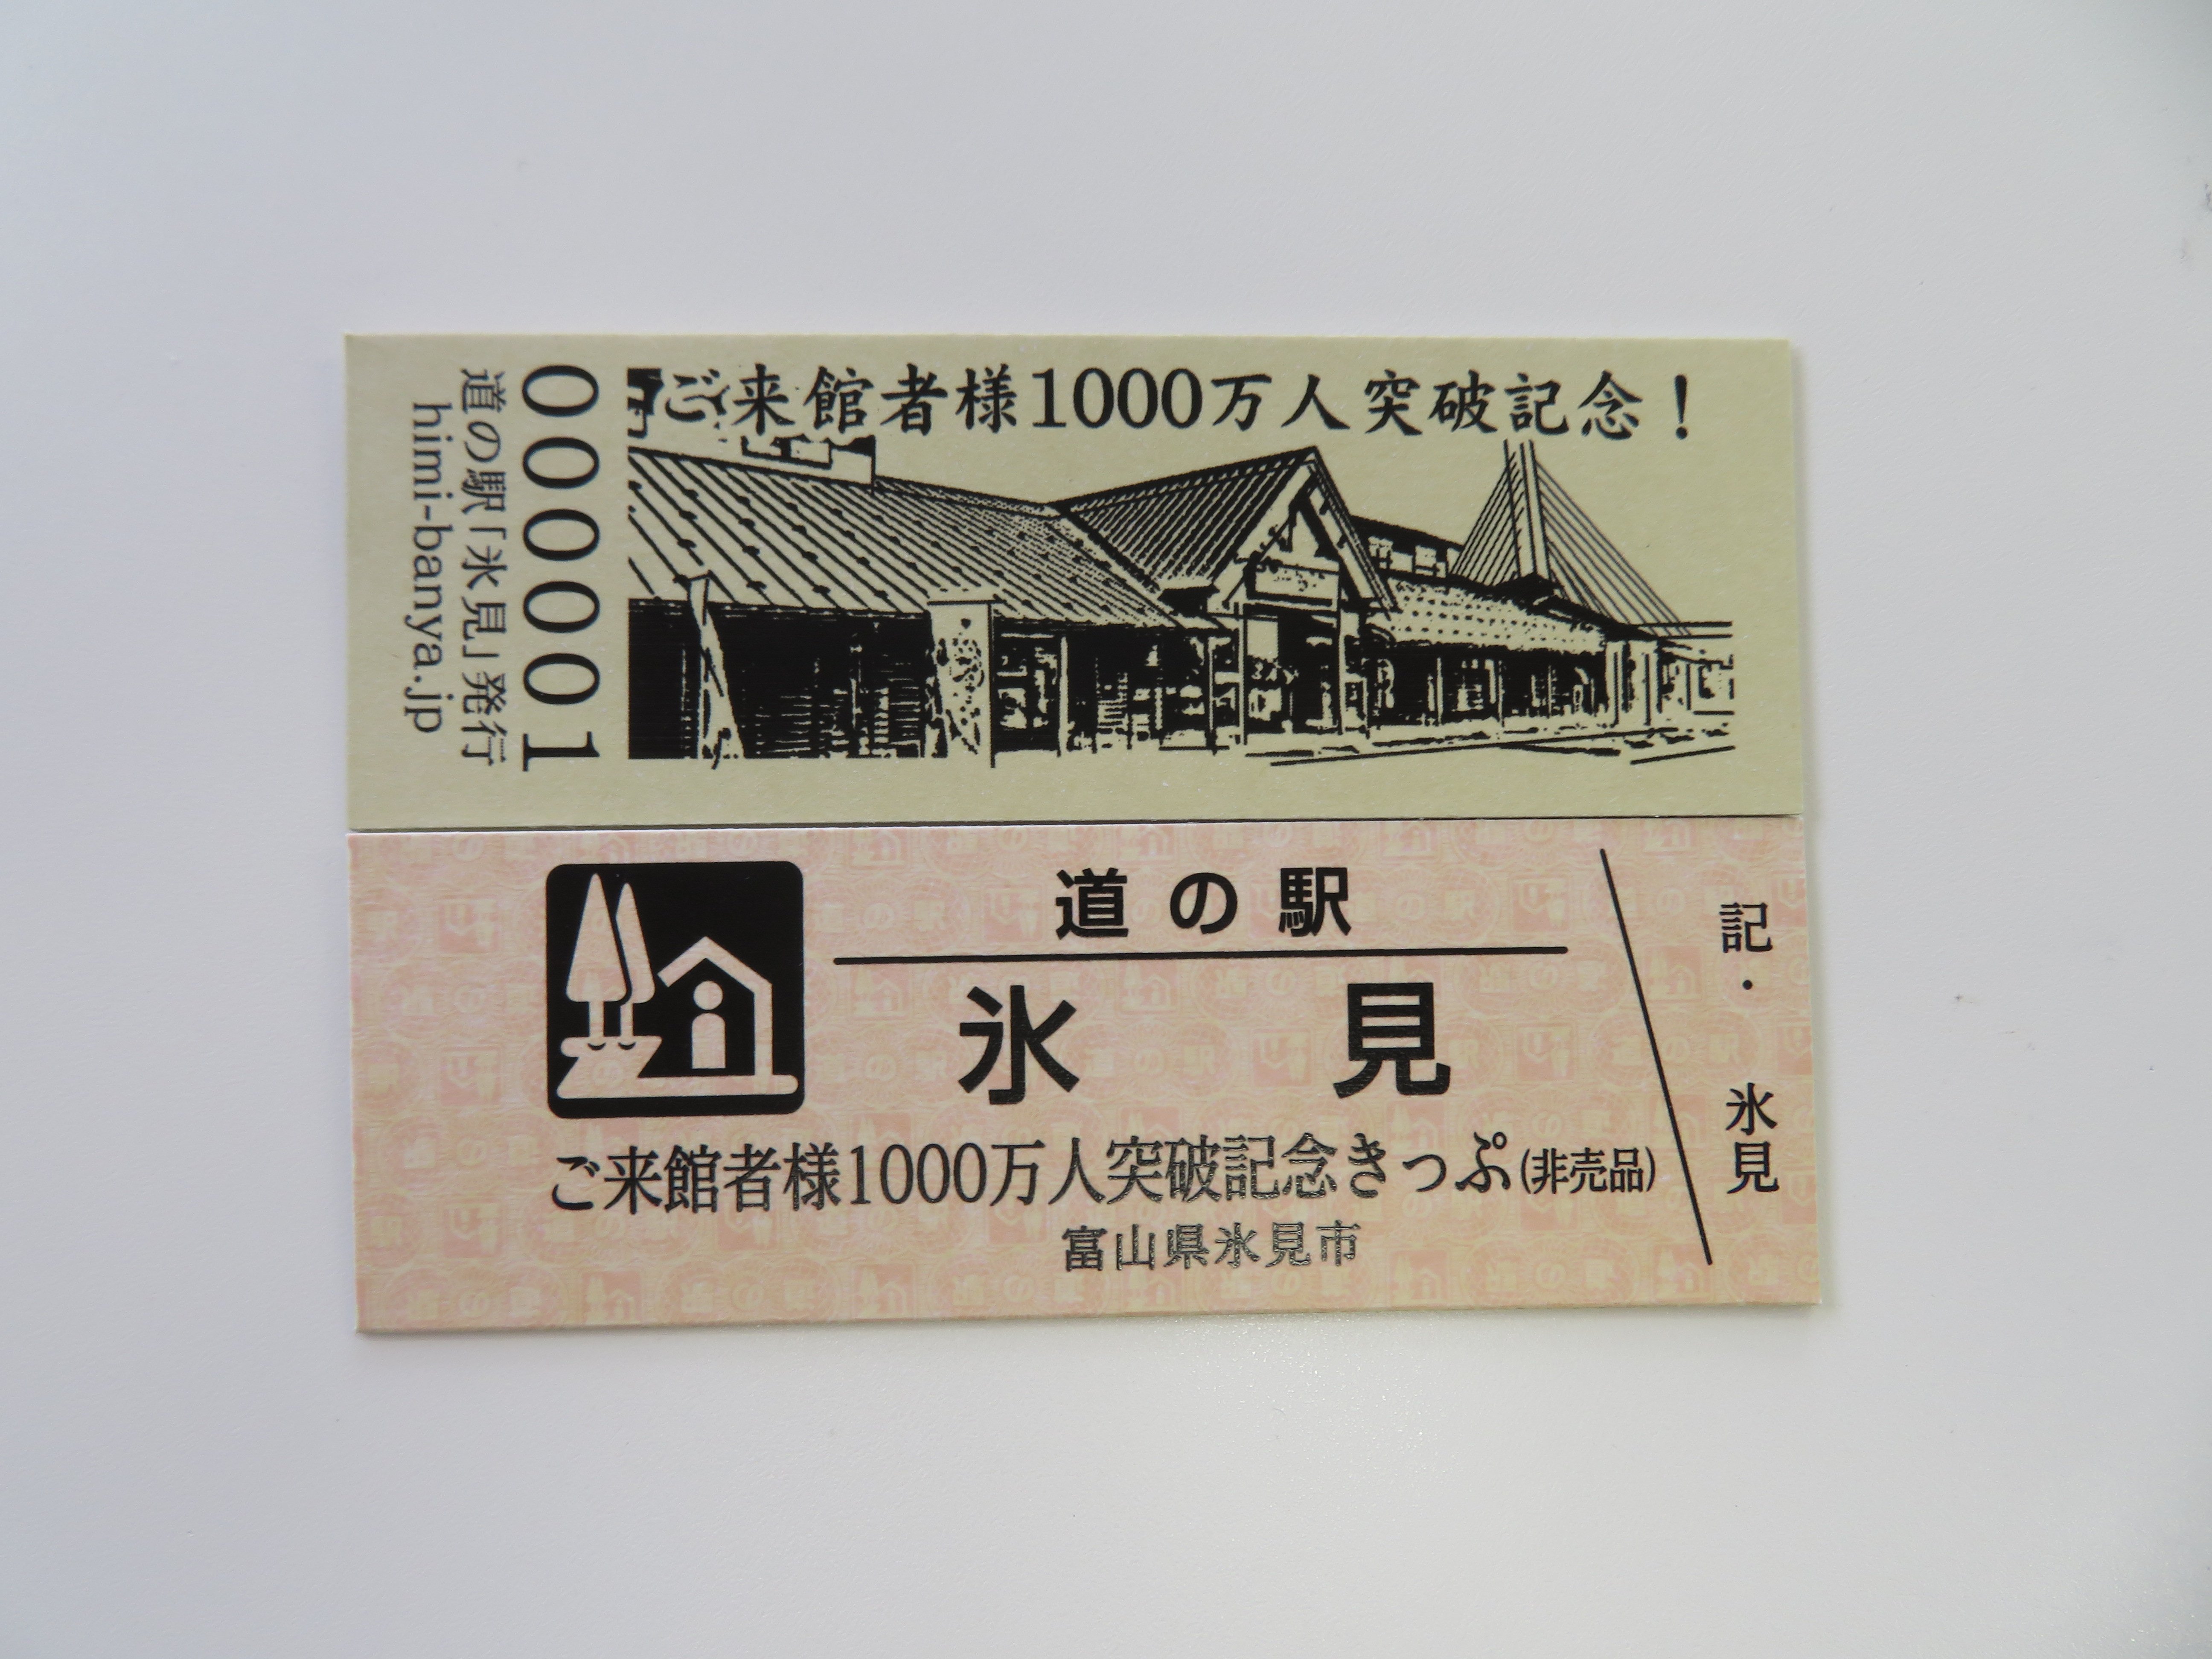 ご来館者様1000万人突破記念!
000001
道の駅「氷見」発行
himi-banya.jp
道の駅
氷見
ご来館者様1000万人突破記念きっぷ(非売品)
富山県氷見市
記・
氷見